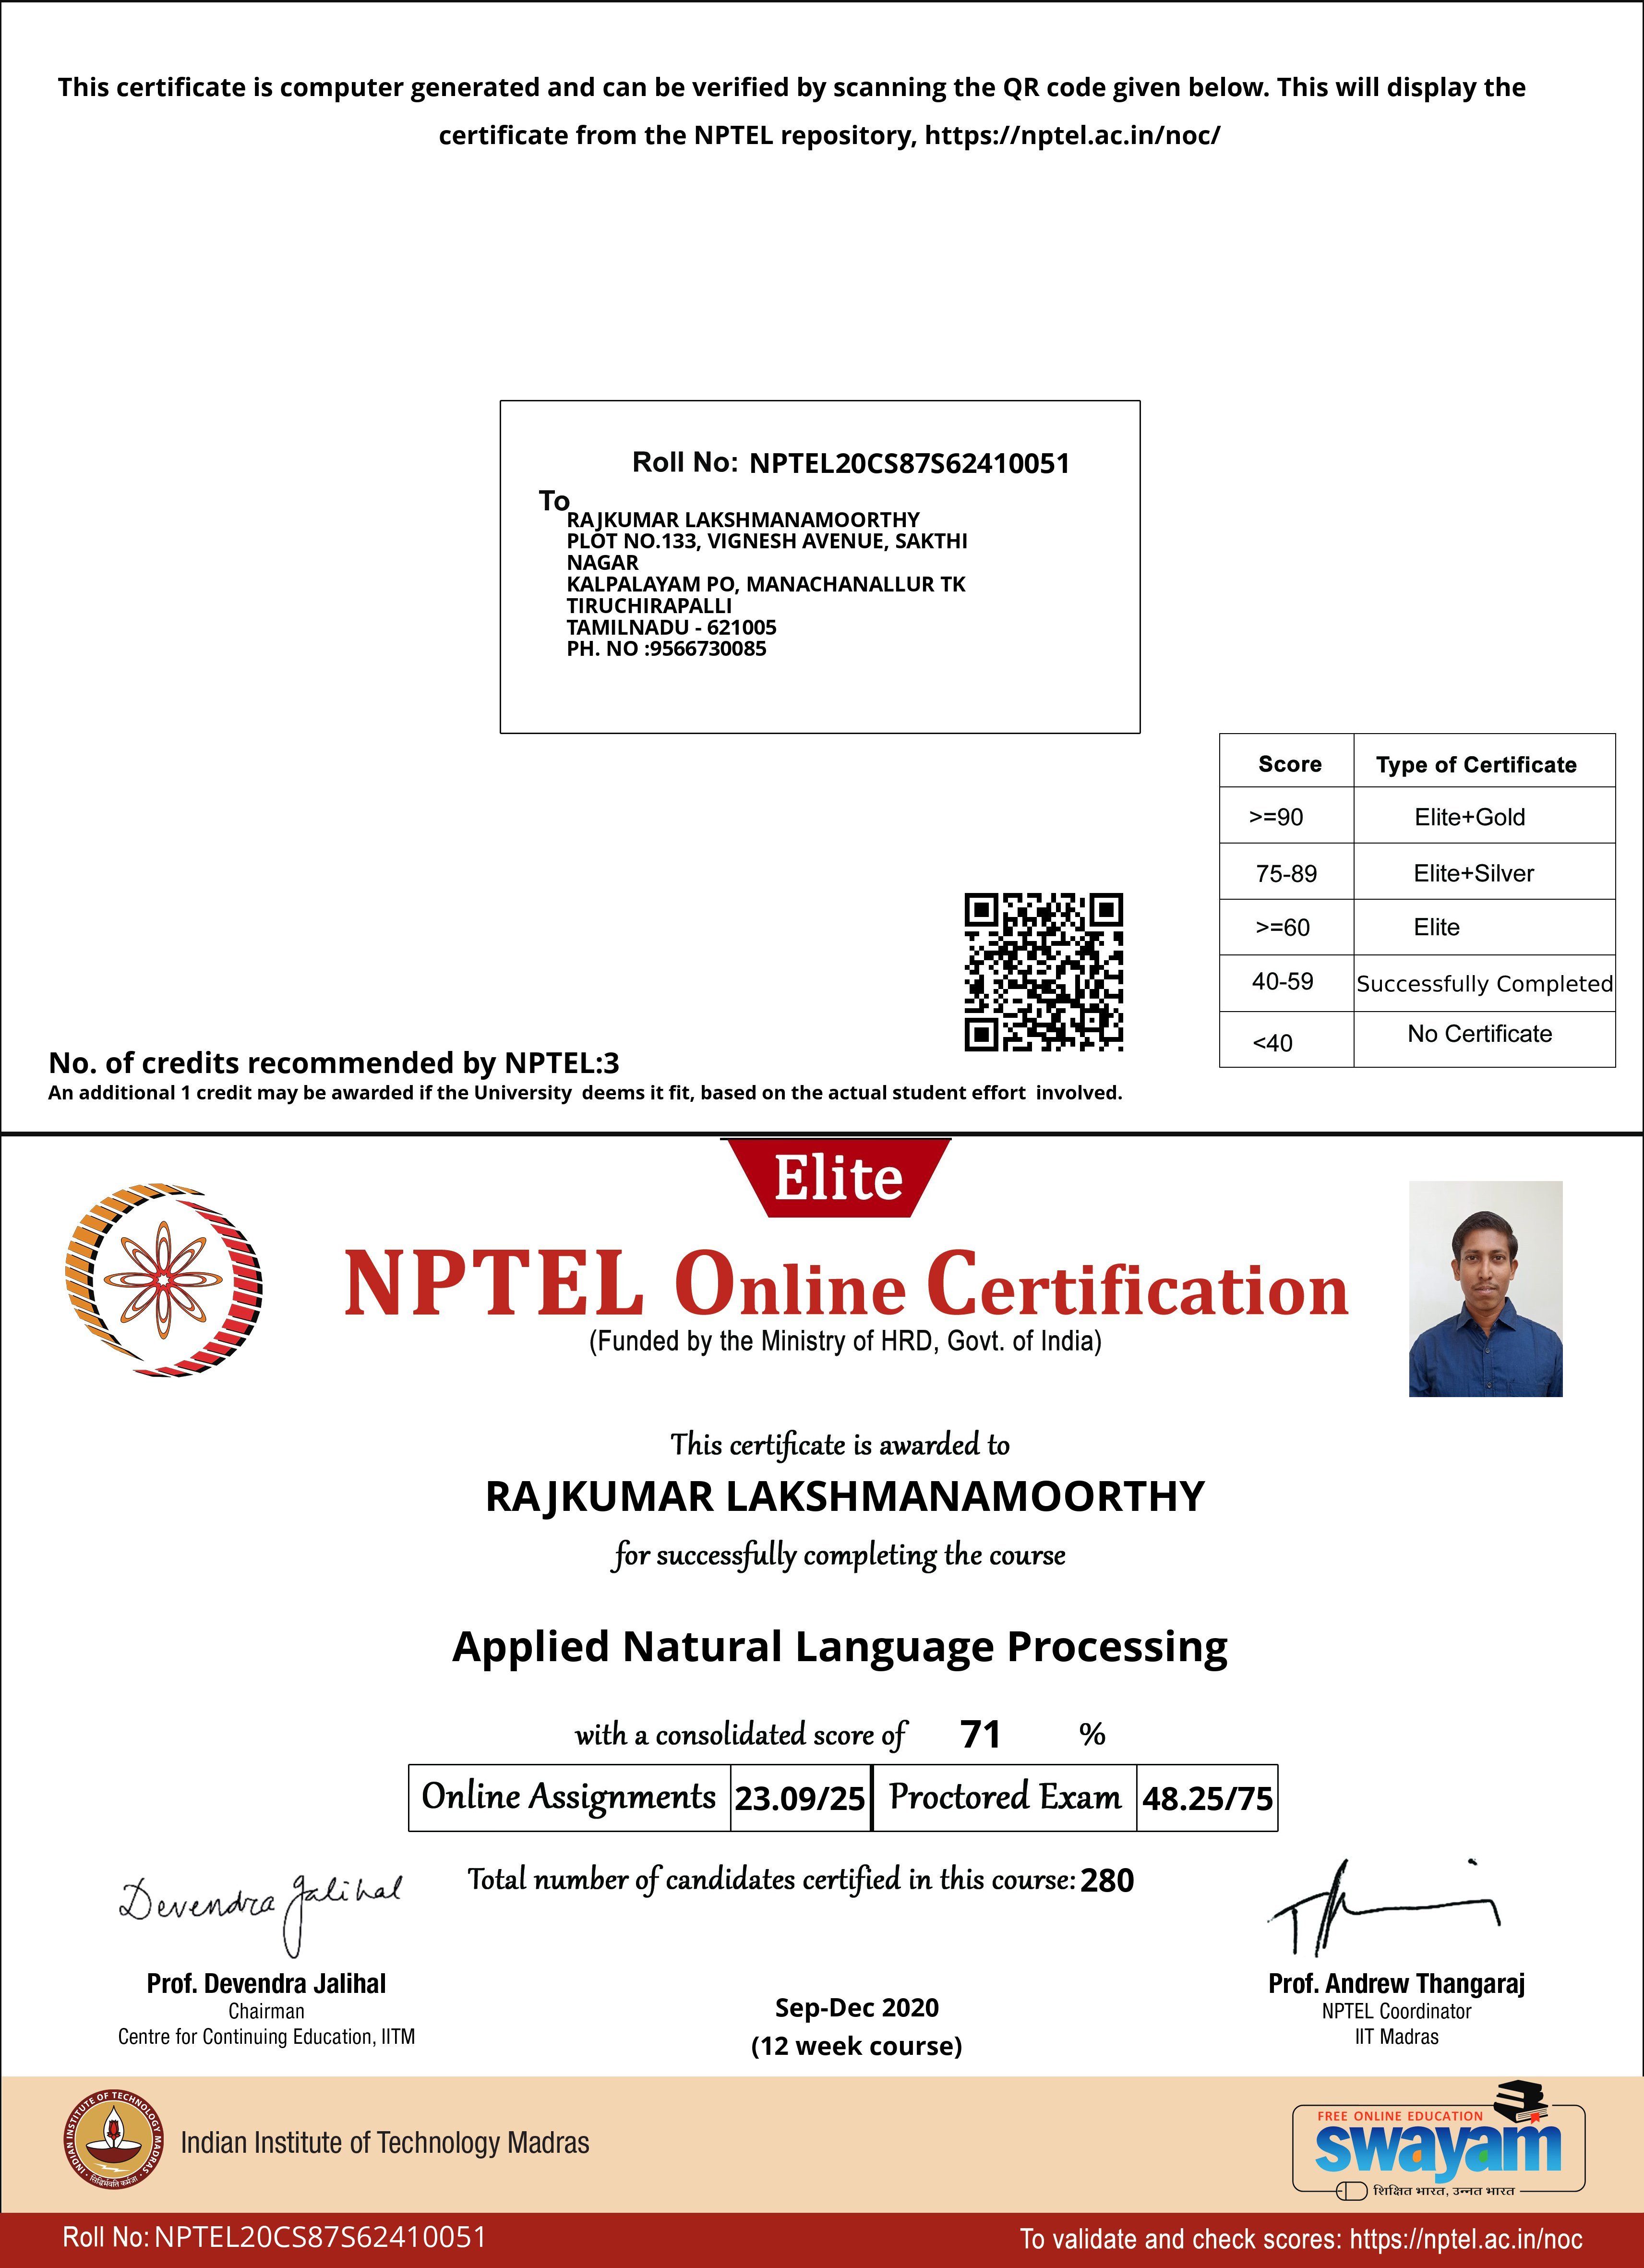 This certificate is computer generated and can be verified by scanning the QR code given below. This will display the
certificate from the NPTEL repository, https://nptel.ac.in/noc/
Roll No: NPTEL20CS87S62410051
To
RAJKUMAR LAKSHMANAMOORTHY
PLOT NO.133, VIGNESH AVENUE, SAKTHI
NAGAR
KALPALAYAM PO, MANACHANALLUR TK
TIRUCHIRAPALLI
TAMILNADU - 621005
PH. NO :9566730085
Score Type of Certificate
>=90 Elite+Gold
75-89 Elite+Silver
>=60 Elite
40-59 Successfully Completed
<40 No Certificate
No. of credits recommended by NPTEL:3
An additional 1 credit may be awarded if the University deems it fit, based on the actual student effort involved.
Elite
NPTEL Online Certification
(Funded by the Ministry of HRD, Govt. of India)
This certificate is awarded to
RAJKUMAR LAKSHMANAMOORTHY
for successfully completing the course
Applied Natural Language Processing
with a consolidated score of 71 %
Online Assignments 23.09/25 Proctored Exam 48.25/75
Total number of candidates certified in this course: 280
Devendra Jalihal
Prof. Devendra Jalihal
Chairman
Centre for Continuing Education, IITM
Sep-Dec 2020
(12 week course)
Prof. Andrew Thangaraj
NPTEL Coordinator
IIT Madras
INDIAN INSTITUTE OF TECHNOLOGY MADRAS
सिद्धिर्भवति कर्मजा
Indian Institute of Technology Madras
FREE ONLINE EDUCATION
swayam
शिक्षित भारत, उन्नत भारत
Roll No: NPTEL20CS87S62410051
To validate and check scores: https://nptel.ac.in/noc